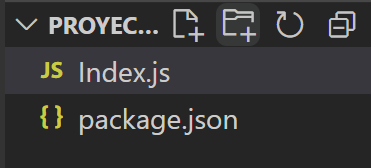 PROYEC...
JS Index.js
{} package.json